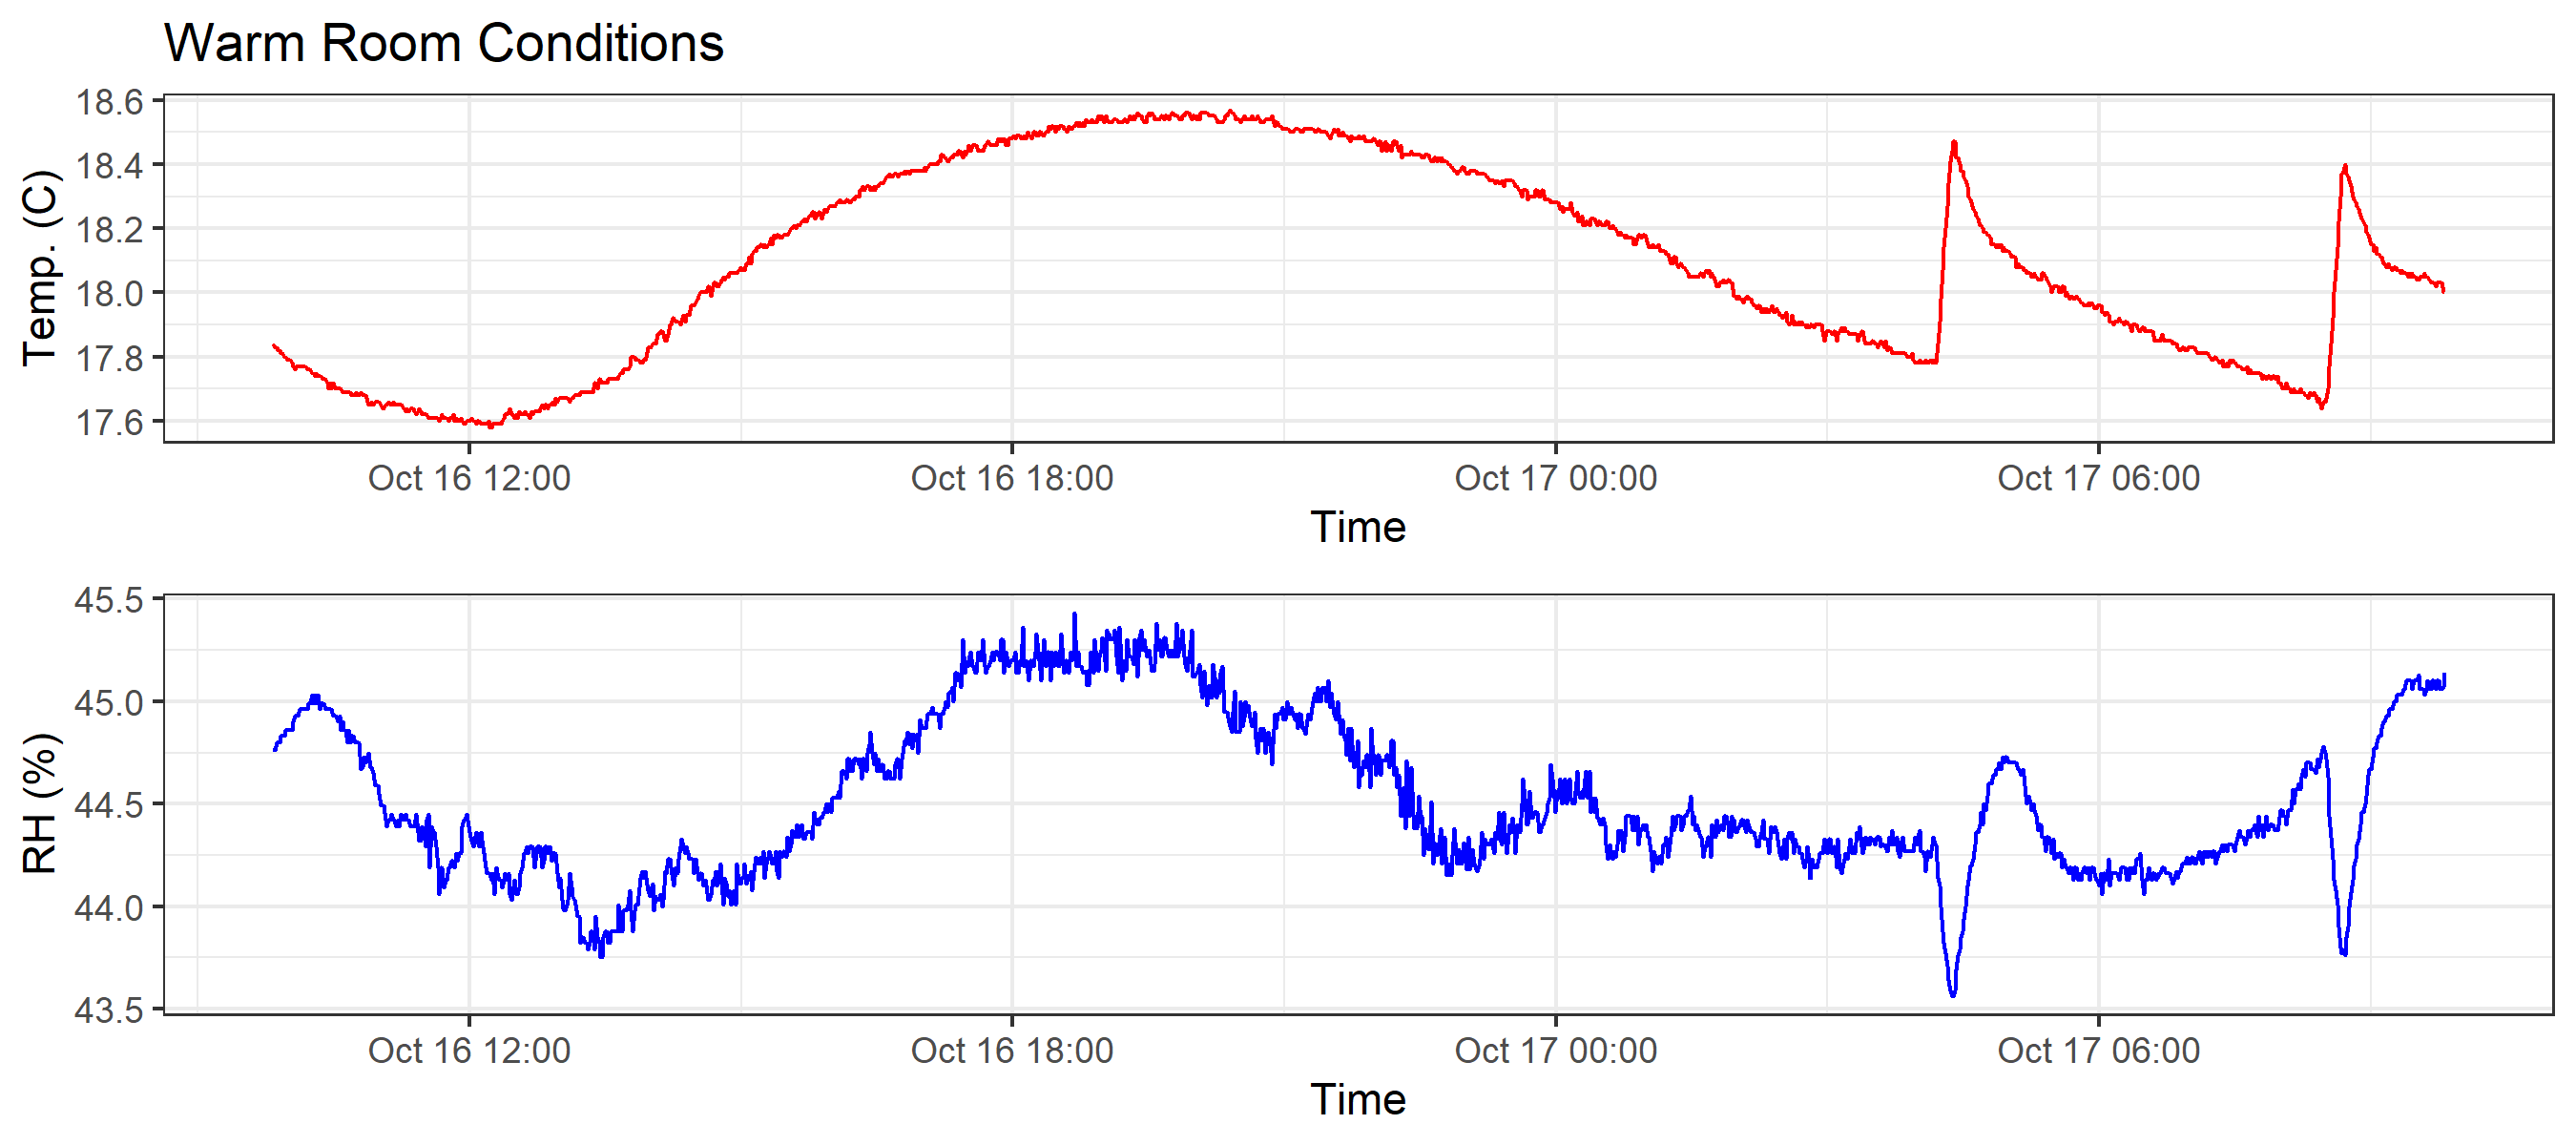 Warm Room Conditions
18.6
18.4
18.2
18.0
17.8
17.6
Temp. (C)
Oct 16 12:00 Oct 16 18:00 Oct 17 00:00 Oct 17 06:00
Time
45.5
45.0
44.5
44.0
43.5
RH (%)
Oct 16 12:00 Oct 16 18:00 Oct 17 00:00 Oct 17 06:00
Time